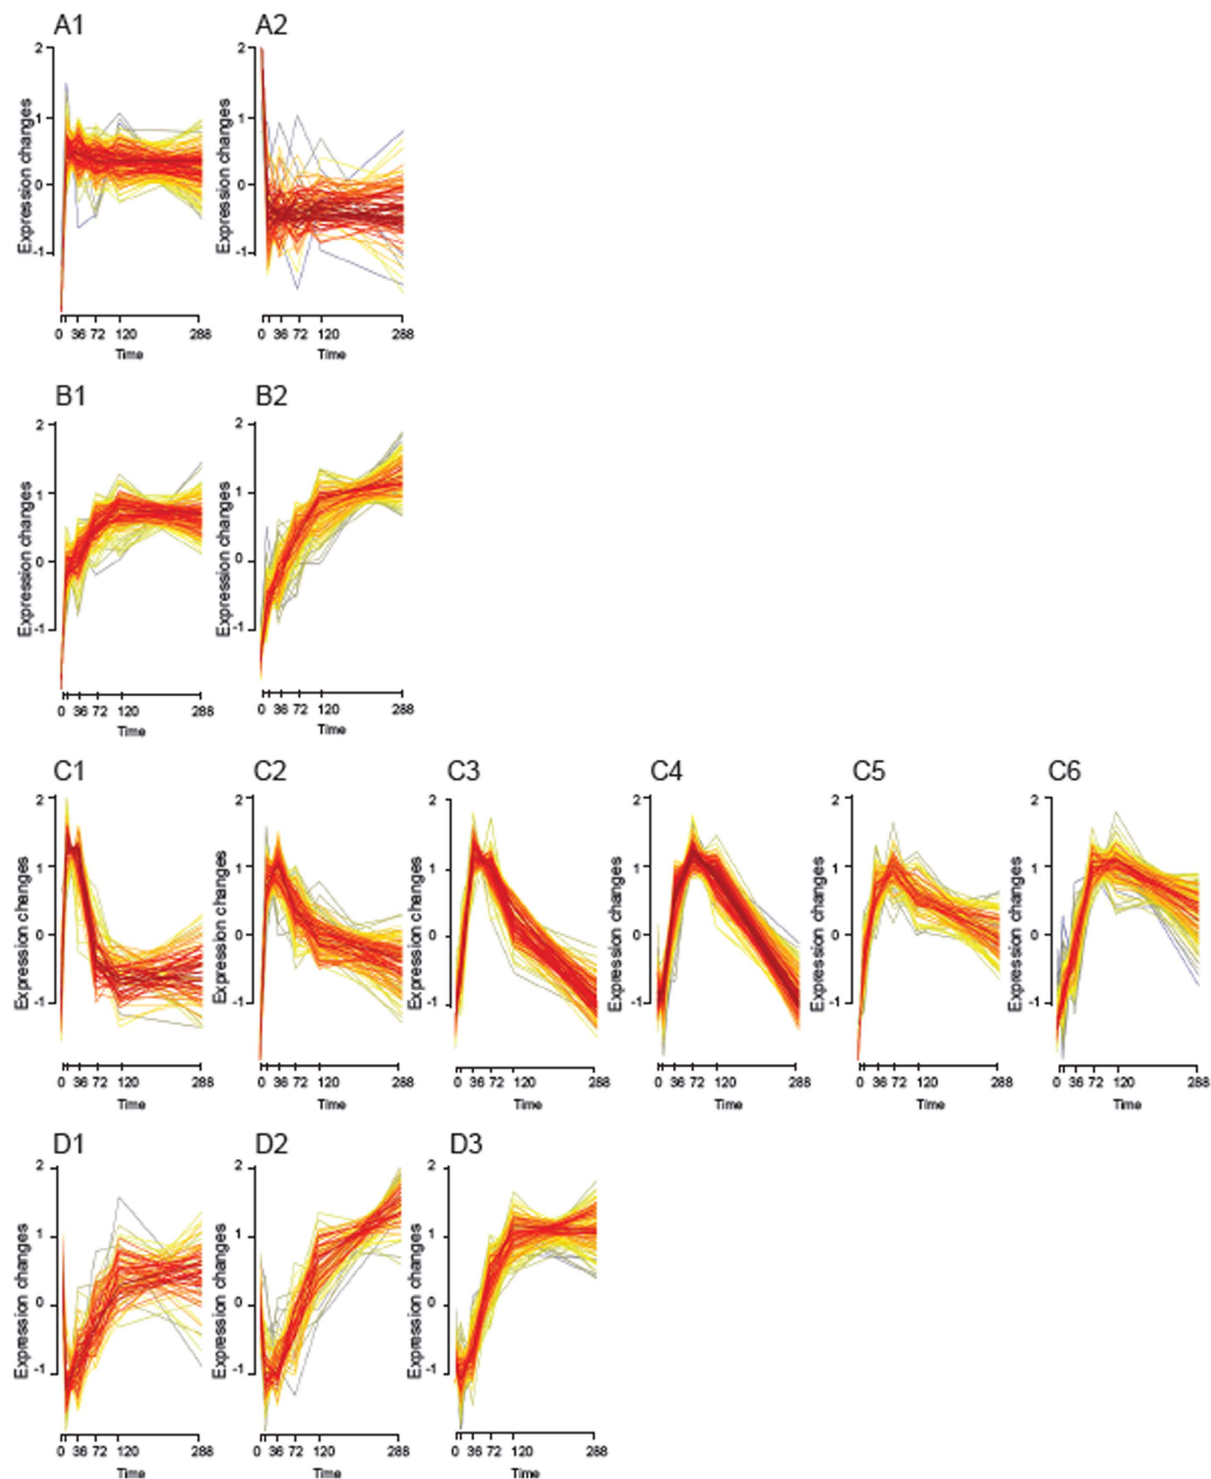 A1 A2
2 2
1 1
0 0
-1 -1
Expression changes Expression changes
0 36 72 120 288 0 36 72 120 288
Time Time
B1 B2
2 2
1 1
0 0
-1 -1
Expression changes Expression changes
0 36 72 120 288 0 36 72 120 288
Time Time
C1 C2 C3 C4 C5 C6
2 2 2 2 2 2
1 1 1 1 1 1
0 0 0 0 0 0
-1 -1 -1 -1 -1 -1
Expression changes Expression changes Expression changes Expression changes Expression changes Expression changes
0 36 72 120 288 0 36 72 120 288 0 36 72 120 288 0 36 72 120 288 0 36 72 120 288 0 36 72 120 288
Time Time Time Time Time Time
D1 D2 D3
2 2 2
1 1 1
0 0 0
-1 -1 -1
Expression changes Expression changes Expression changes
0 36 72 120 288 0 36 72 120 288 0 36 72 120 288
Time Time Time